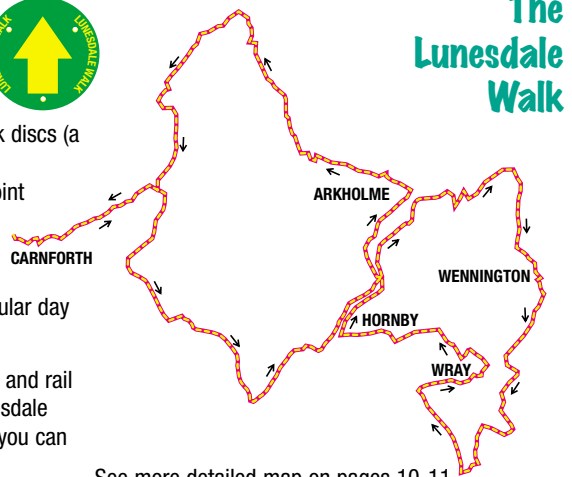 The
Lunesdale
Walk
LUNESDALE WALK
k discs (a
oint
ARKHOLME
CARNFORTH
WENNINGTON
ular day
HORNBY
and rail
WRAY
sdale
you can
See more detailed map on pages 10-11